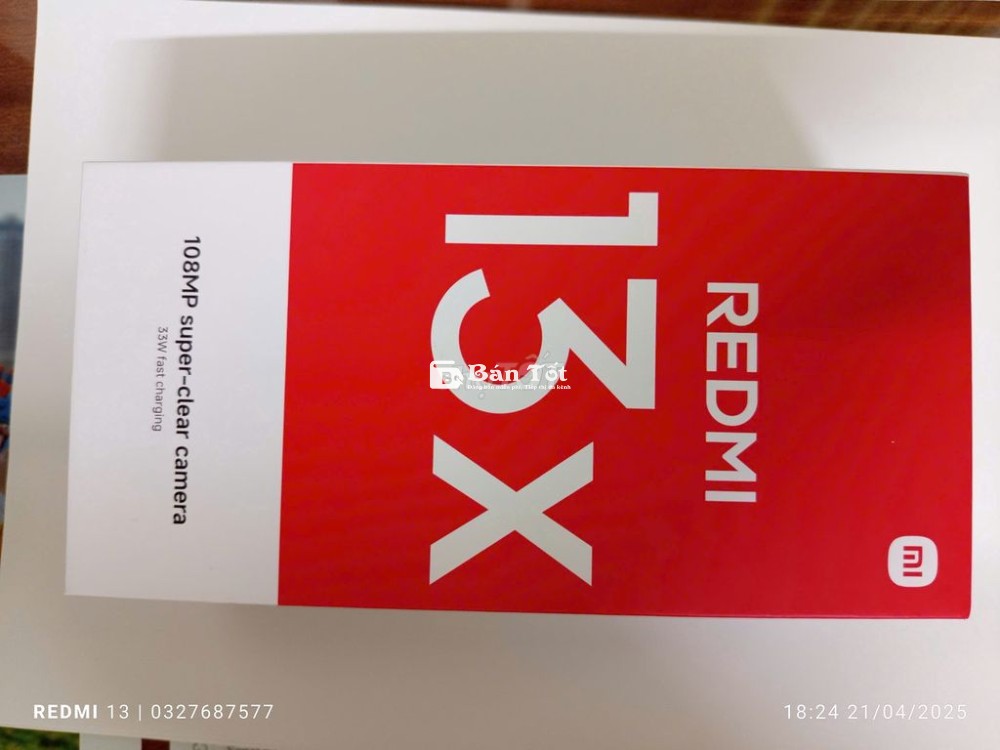 REDMI
13X
108MP super-clear camera
33W fast charging
Bán Tốt
REDMI 13 | 0327687577
18:24 21/04/2025